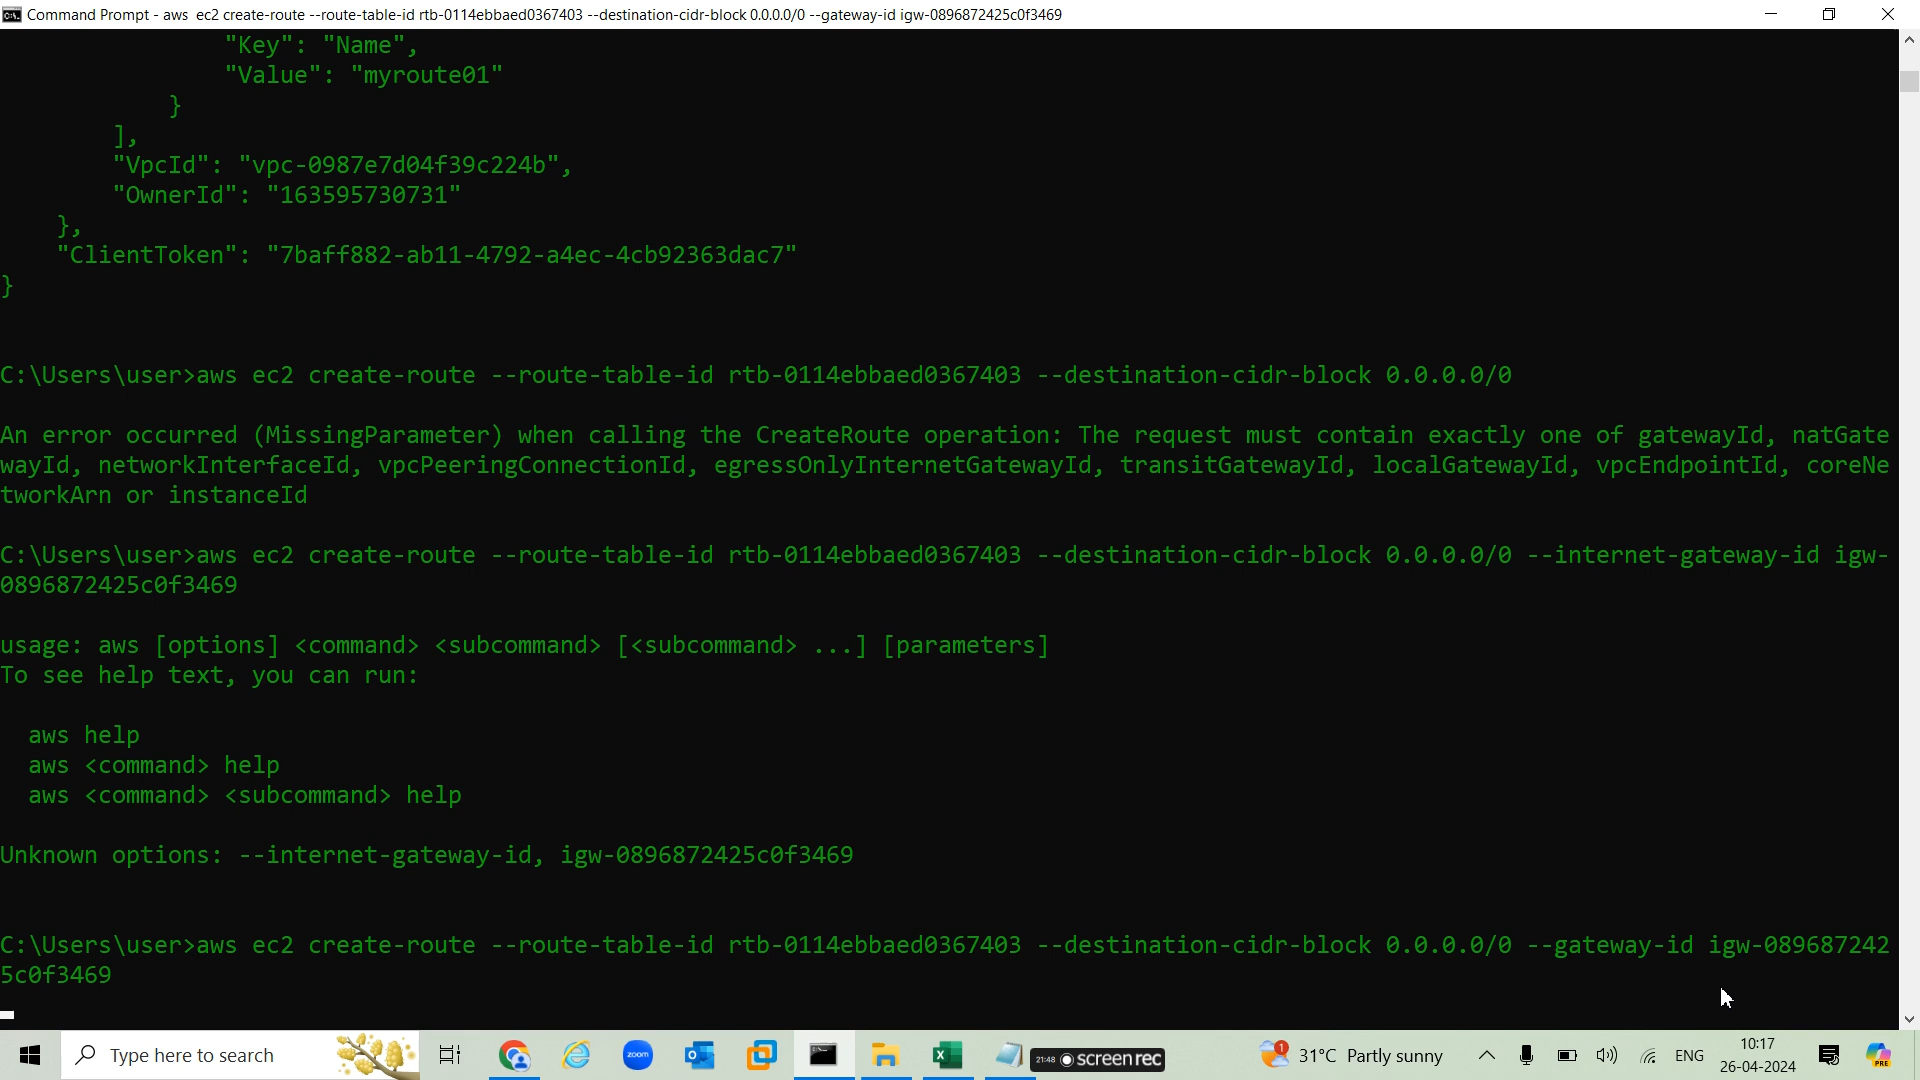 Command Prompt - aws  ec2 create-route --route-table-id rtb-0114ebbaed0367403 --destination-cidr-block 0.0.0.0/0 --gateway-id igw-0896872425c0f3469
"Key": "Name",
"Value": "myroute01"
}
],
"VpcId": "vpc-0987e7d04f39c224b",
"OwnerId": "163595730731"
},
"ClientToken": "7baff882-ab11-4792-a4ec-4cb92363dac7"
}
C:\Users\user>aws ec2 create-route --route-table-id rtb-0114ebbaed0367403 --destination-cidr-block 0.0.0.0/0
An error occurred (MissingParameter) when calling the CreateRoute operation: The request must contain exactly one of gatewayId, natGate
wayId, networkInterfaceId, vpcPeeringConnectionId, egressOnlyInternetGatewayId, transitGatewayId, localGatewayId, vpcEndpointId, coreNe
tworkArn or instanceId
C:\Users\user>aws ec2 create-route --route-table-id rtb-0114ebbaed0367403 --destination-cidr-block 0.0.0.0/0 --internet-gateway-id igw-
0896872425c0f3469
usage: aws [options] <command> <subcommand> [<subcommand> ...] [parameters]
To see help text, you can run:
aws help
aws <command> help
aws <command> <subcommand> help
Unknown options: --internet-gateway-id, igw-0896872425c0f3469
C:\Users\user>aws ec2 create-route --route-table-id rtb-0114ebbaed0367403 --destination-cidr-block 0.0.0.0/0 --gateway-id igw-089687242
5c0f3469
Type here to search
zoom
21:48 screenrec
1
31°C Partly sunny
ENG
10:17
26-04-2024
PRE